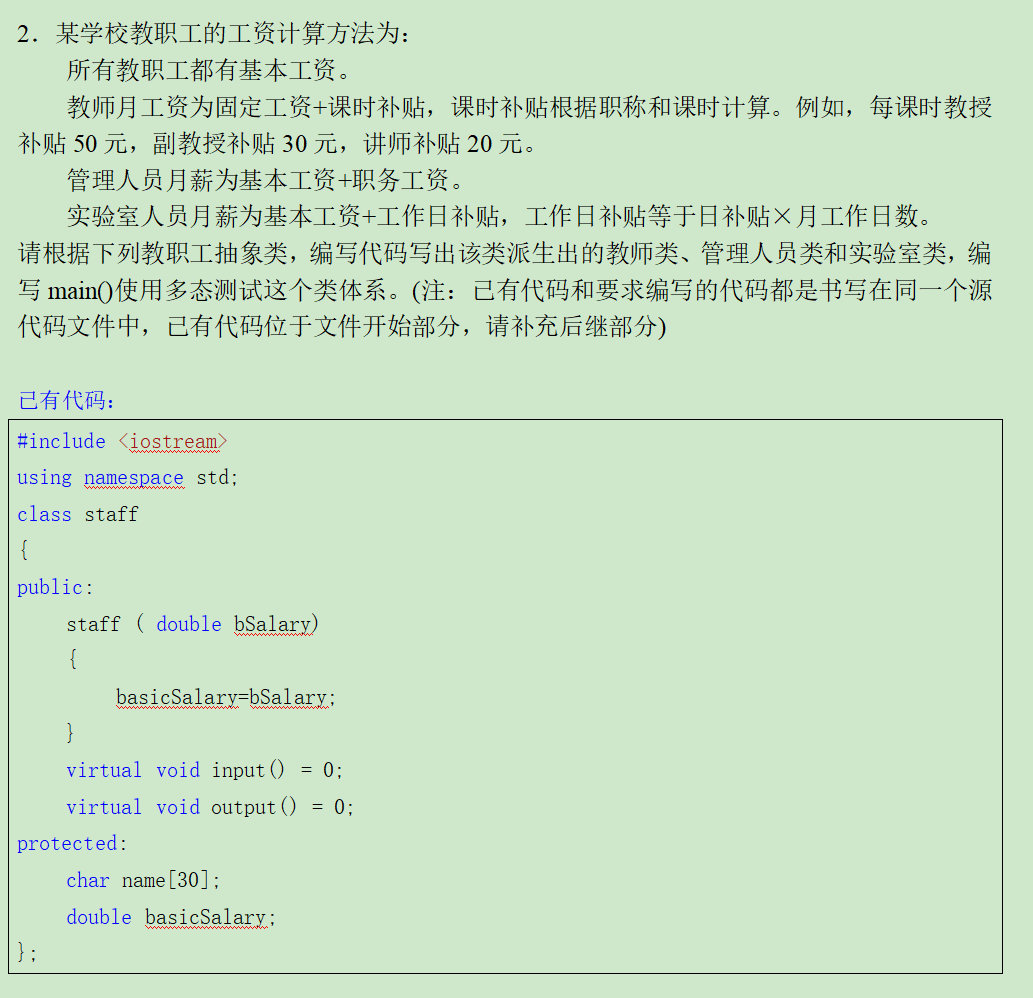 2．某学校教职工的工资计算方法为：
所有教职工都有基本工资。
教师月工资为固定工资+课时补贴，课时补贴根据职称和课时计算。例如，每课时教授
补贴 50 元，副教授补贴 30 元，讲师补贴 20 元。
管理人员月薪为基本工资+职务工资。
实验室人员月薪为基本工资+工作日补贴，工作日补贴等于日补贴×月工作日数。
请根据下列教职工抽象类，编写代码写出该类派生出的教师类、管理人员类和实验室类，编
写 main()使用多态测试这个类体系。(注：已有代码和要求编写的代码都是书写在同一个源
代码文件中，已有代码位于文件开始部分，请补充后继部分)
已有代码：
#include <iostream>
using namespace std;
class staff
{
public:
staff ( double bSalary)
{
basicSalary=bSalary;
}
virtual void input() = 0;
virtual void output() = 0;
protected:
char name[30];
double basicSalary;
};